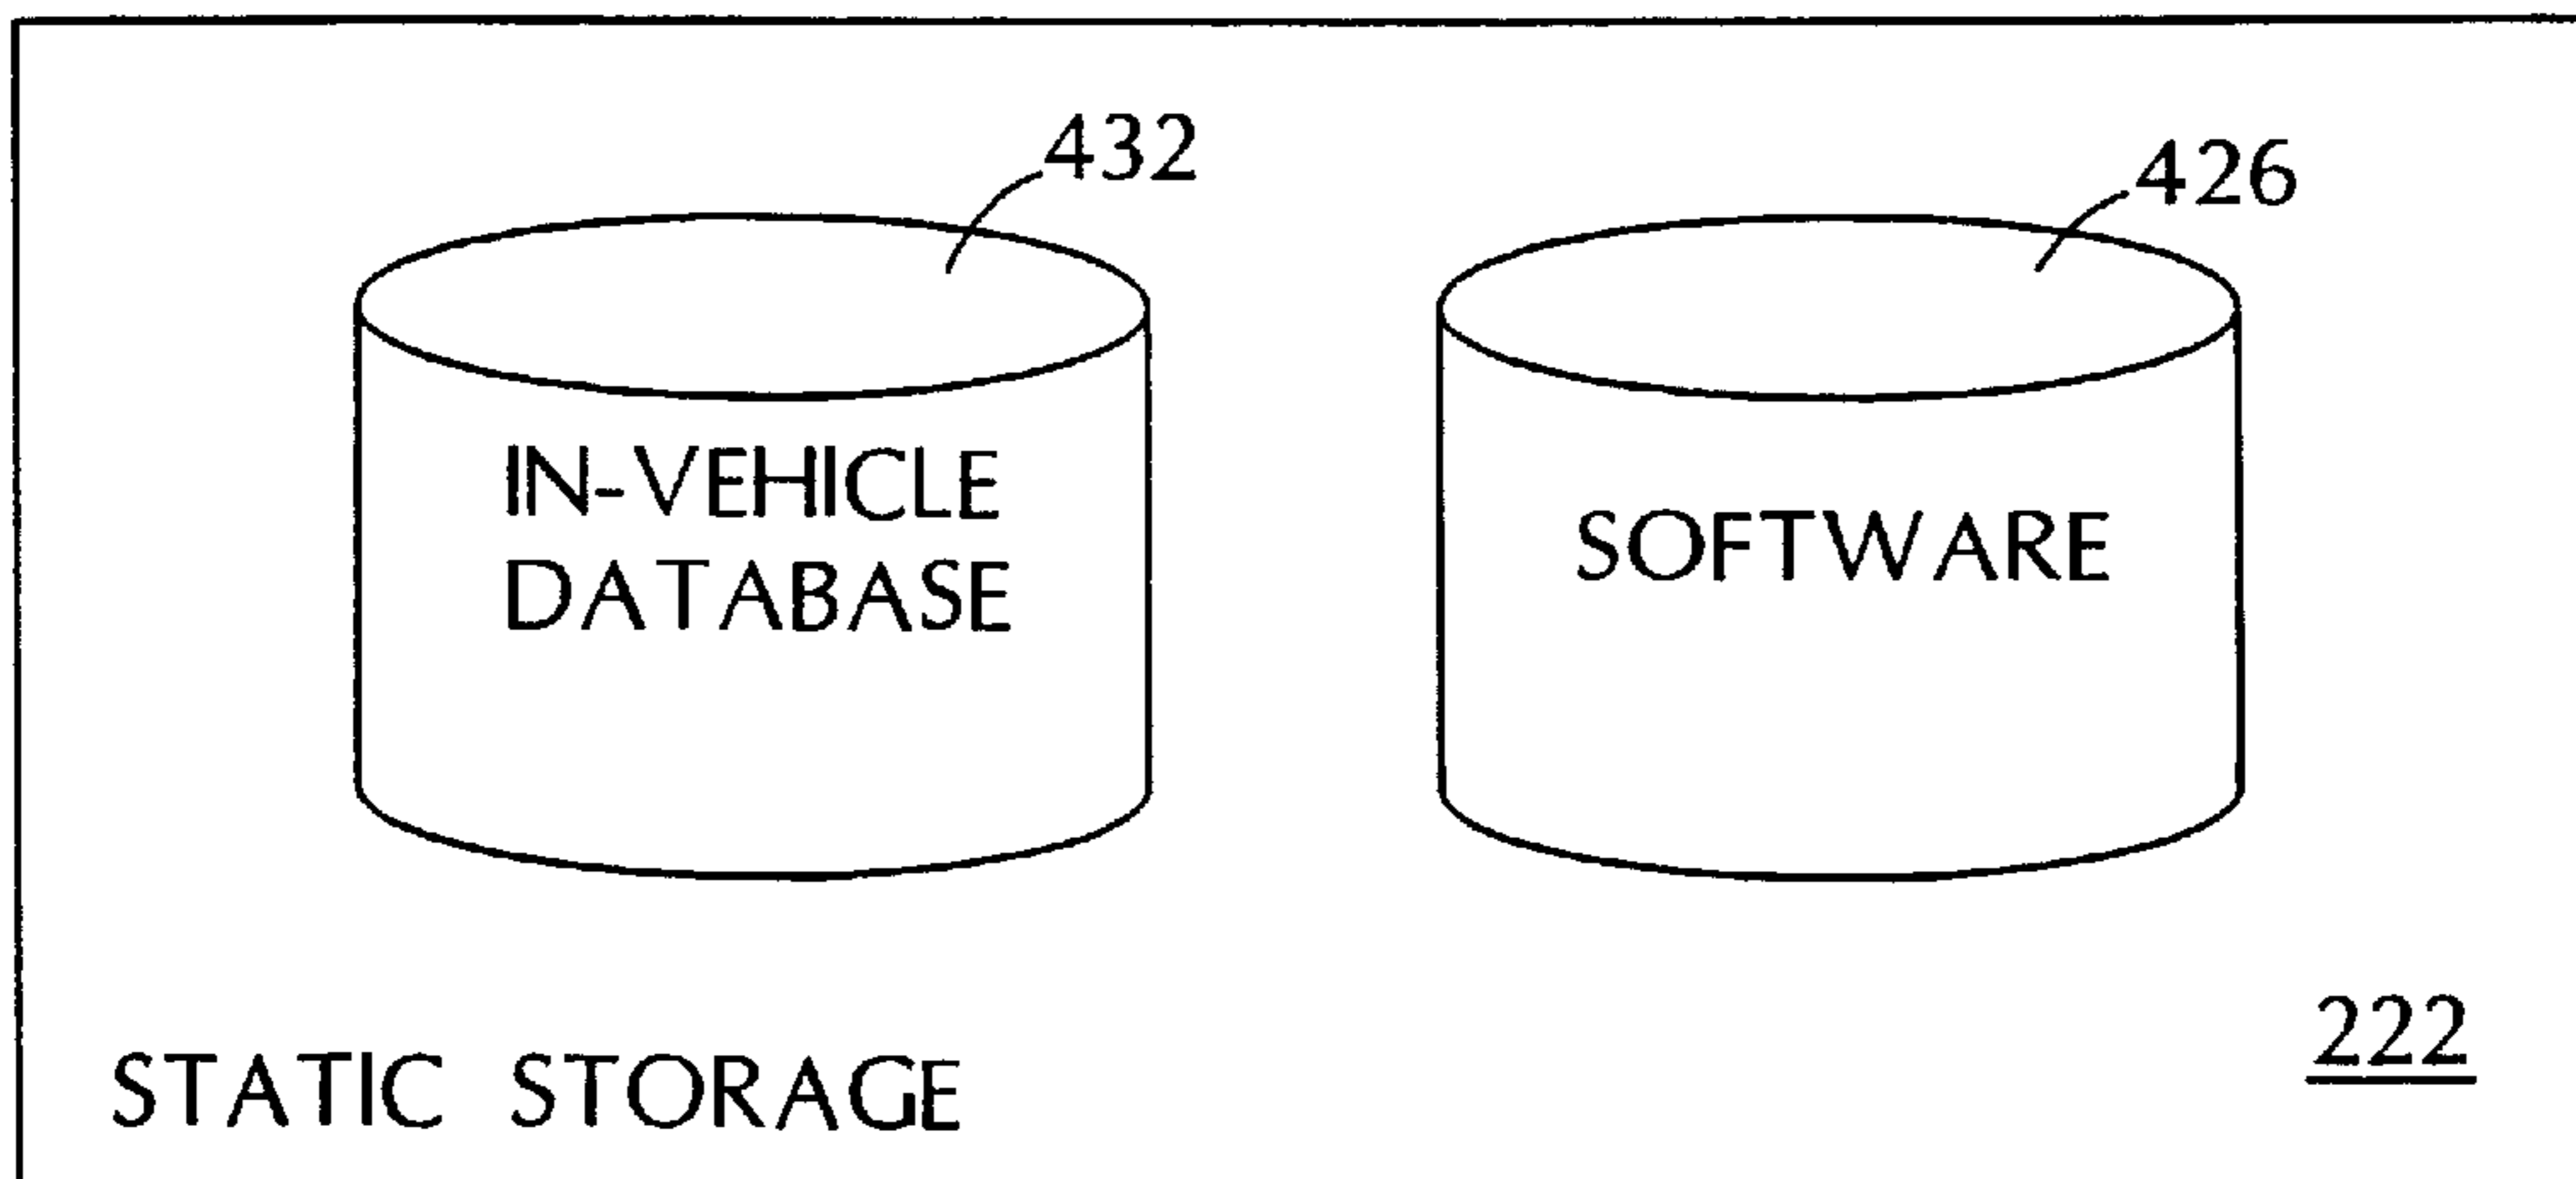 432
426
IN-VEHICLE
DATABASE
SOFTWARE
222
STATIC STORAGE